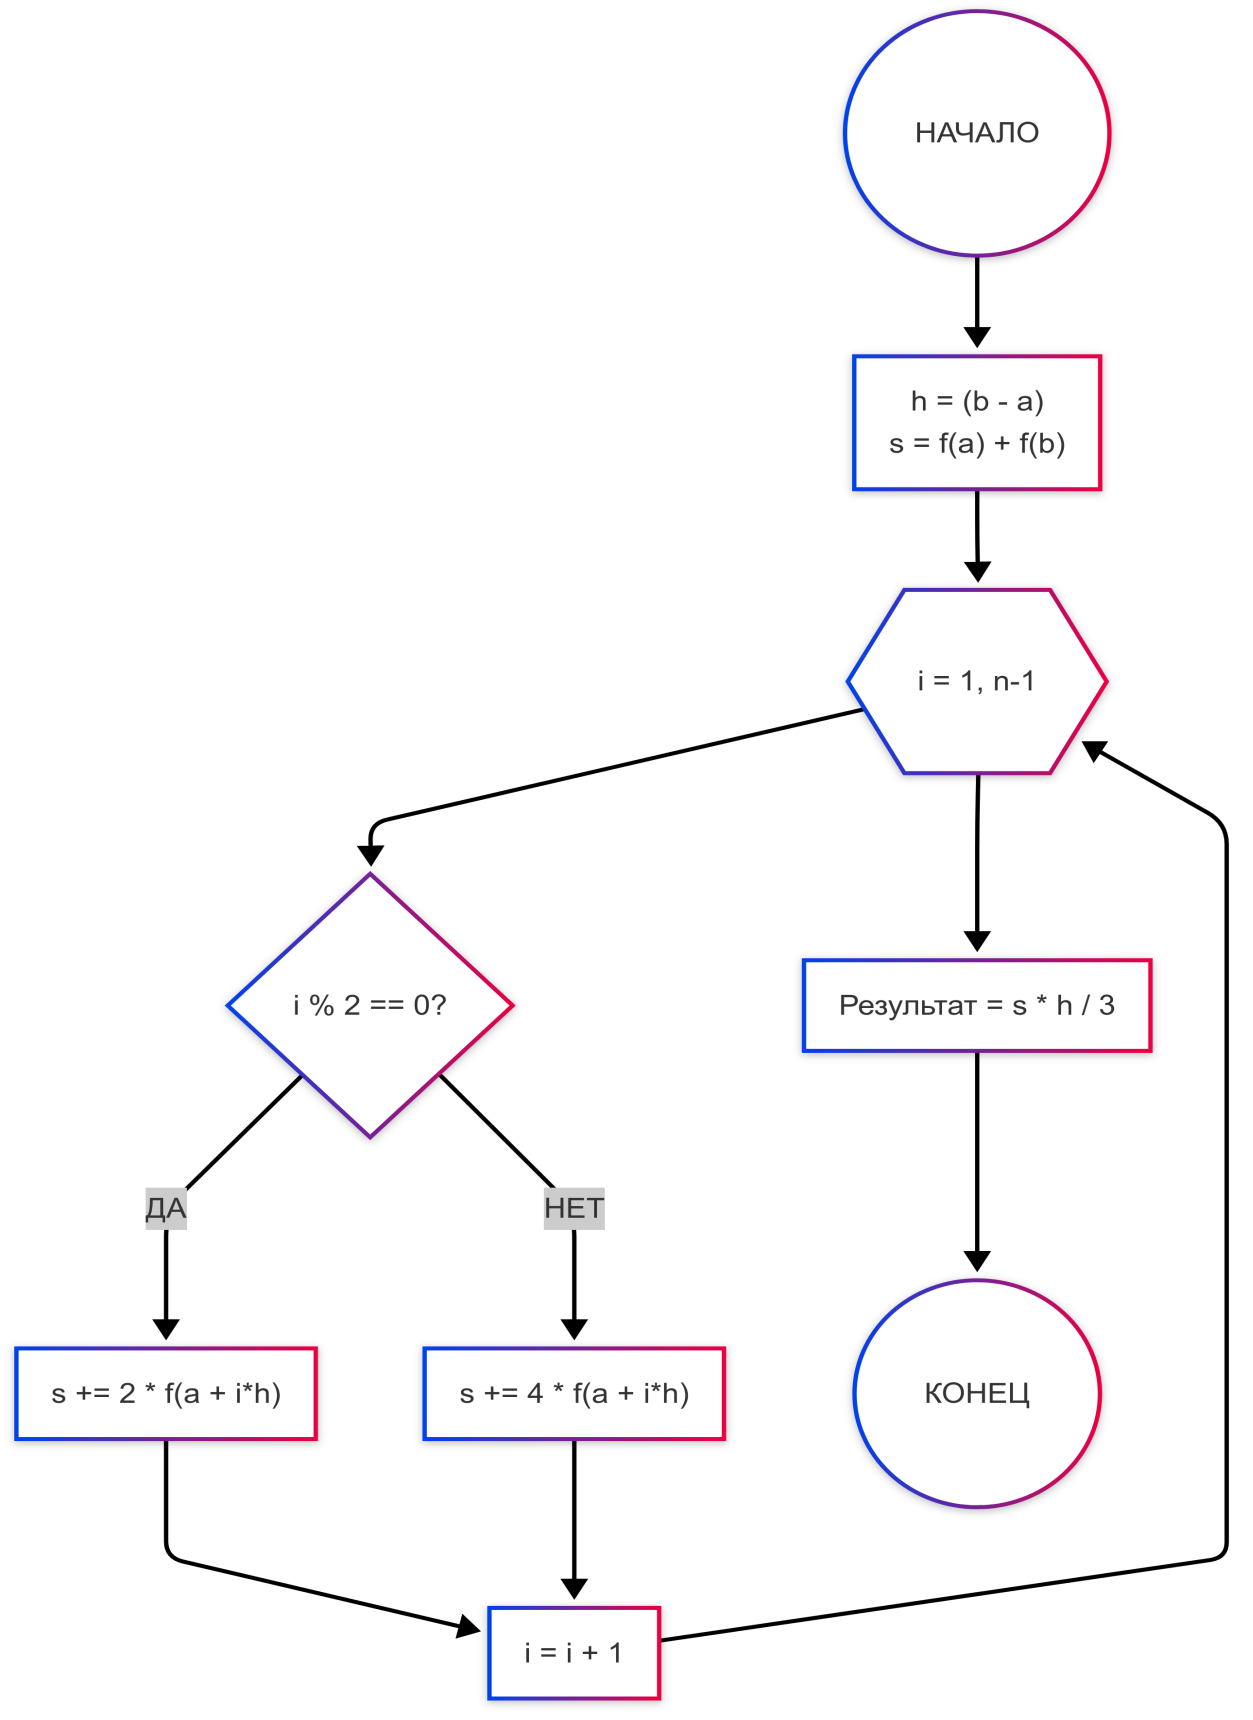 НАЧАЛО
h = (b - a)
s = f(a) + f(b)
i = 1, n-1
i % 2 == 0?
Результат = s * h / 3
ДА
НЕТ
s += 2 * f(a + i*h)
s += 4 * f(a + i*h)
КОНЕЦ
i = i + 1